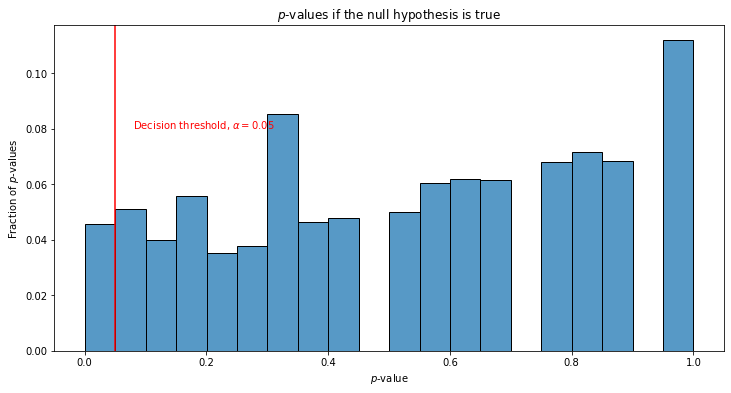 p-values if the null hypothesis is true
0.10
0.08
0.06
0.04
0.02
0.00
Fraction of p-values
Decision threshold, α = 0.05
0.0 0.2 0.4 0.6 0.8 1.0
p-value